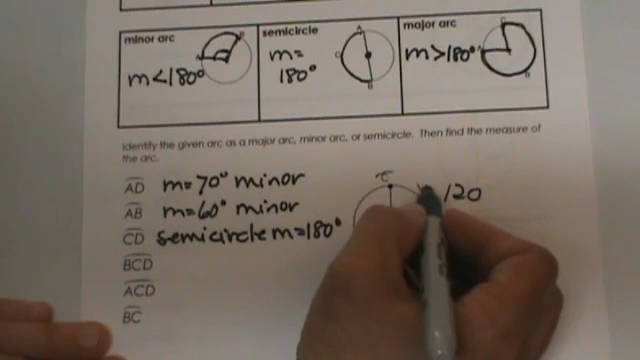 minor arc
m<180°
semicircle
m=
180°
A
C
B
major arc
m>180°
C
B
Identify the given arc as a major arc, minor arc, or semicircle. Then find the measure of
the arc.
AD m=70° minor
AB m=60° minor
CD semicircle m=180°
BCD
ACD
BC
C
120